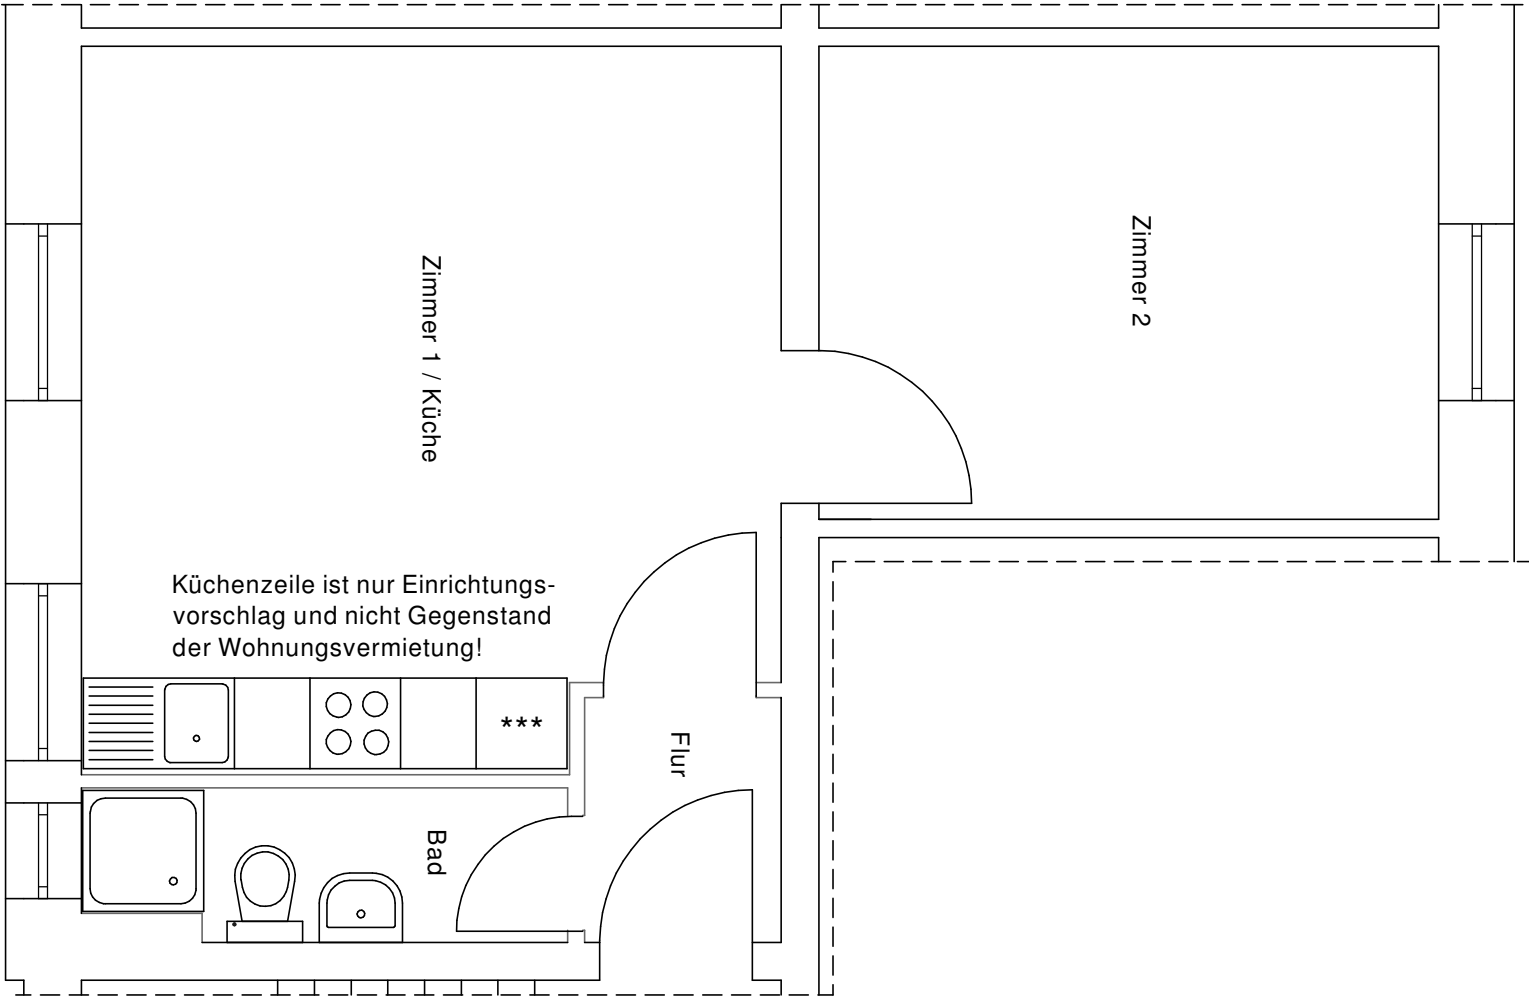 Zimmer 1 / Küche
Zimmer 2
Küchenzeile ist nur Einrichtungs-
vorschlag und nicht Gegenstand
der Wohnungsvermietung!
***
Flur
Bad